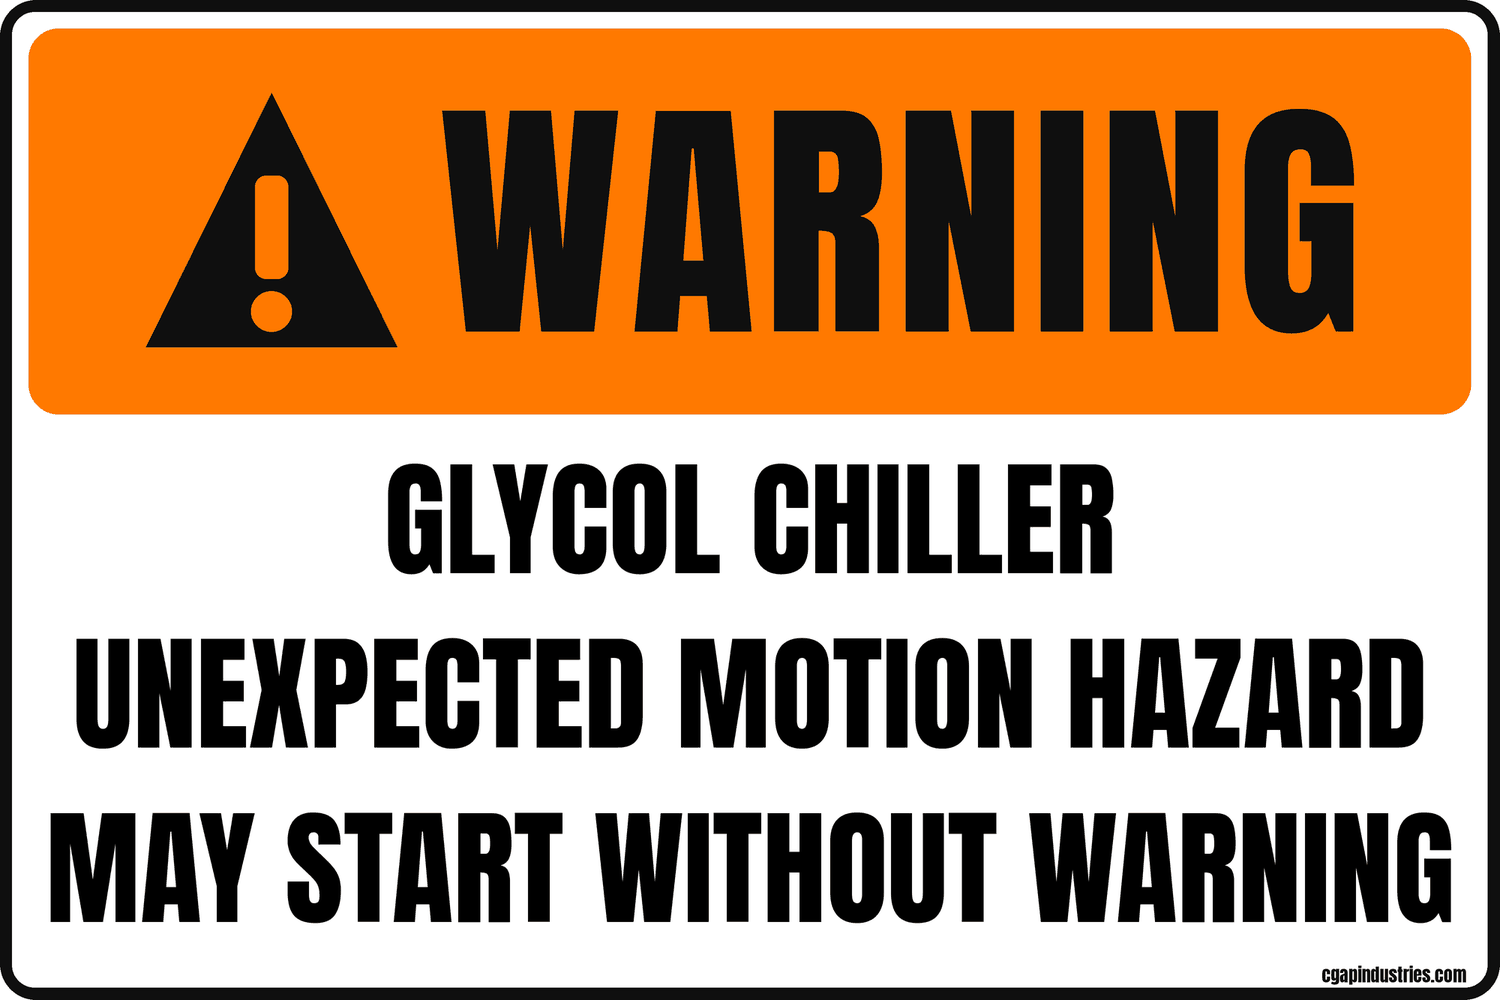 WARNING
GLYCOL CHILLER
UNEXPECTED MOTION HAZARD
MAY START WITHOUT WARNING
cgapindustries.com